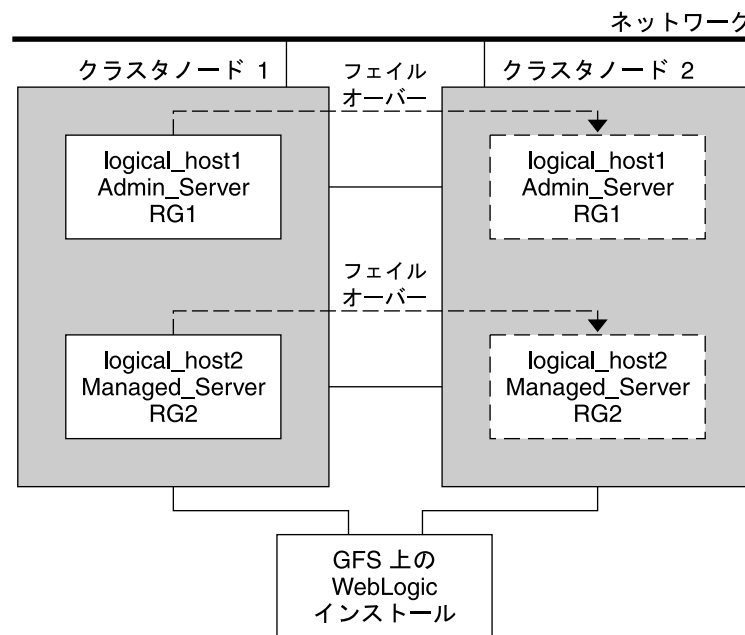 ネットワーク
クラスタノード 1
フェイル
オーバー
クラスタノード 2
logical_host1
Admin_Server
RG1
logical_host1
Admin_Server
RG1
フェイル
オーバー
logical_host2
Managed_Server
RG2
logical_host2
Managed_Server
RG2
GFS 上の
WebLogic
インストール